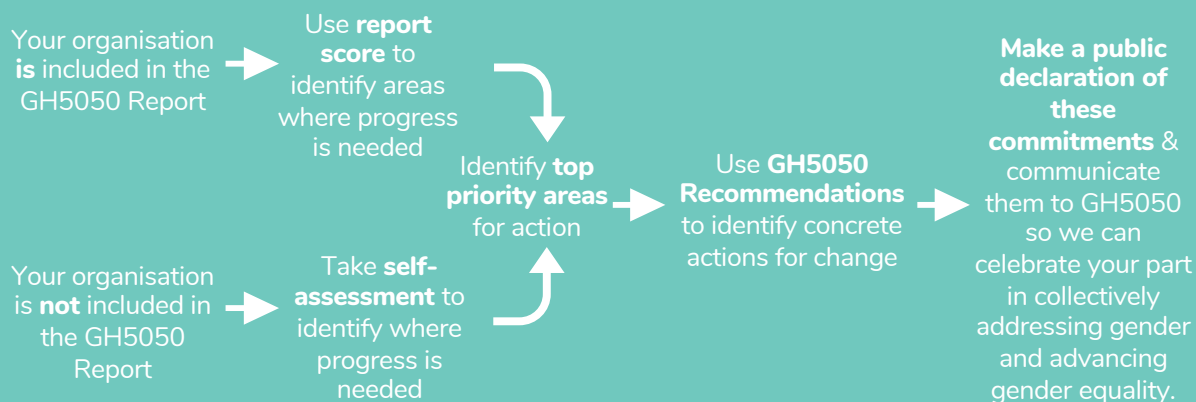 Your organisation
is included in the
GH5050 Report
Use report
score to
identify areas
where progress
is needed
Your organisation
is not included in
the GH5050
Report
Take self-
assessment to
identify where
progress is
needed
Identify top
priority areas
for action
Use GH5050
Recommendations
to identify concrete
actions for change
Make a public
declaration of
these
commitments &
communicate
them to GH5050
so we can
celebrate your part
in collectively
addressing gender
and advancing
gender equality.